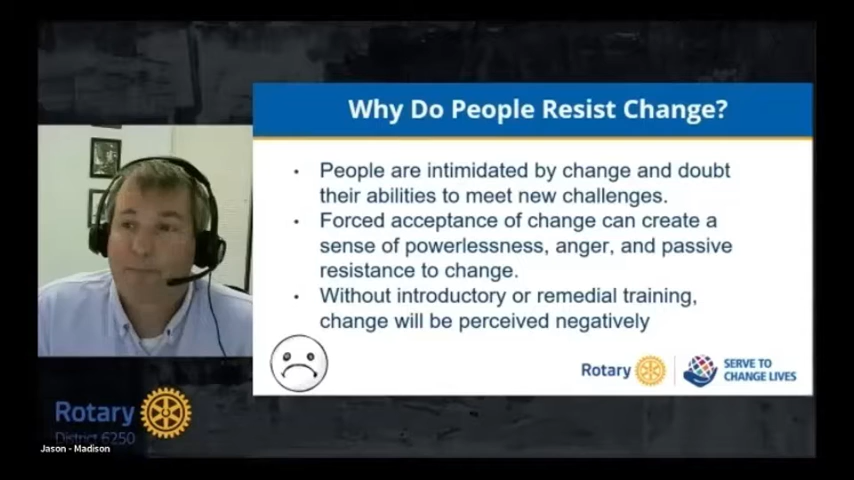 Why Do People Resist Change?
• People are intimidated by change and doubt
their abilities to meet new challenges.
• Forced acceptance of change can create a
sense of powerlessness, anger, and passive
resistance to change.
• Without introductory or remedial training,
change will be perceived negatively
Rotary
SERVE TO
CHANGE LIVES
Rotary
District 6250
Jason - Madison